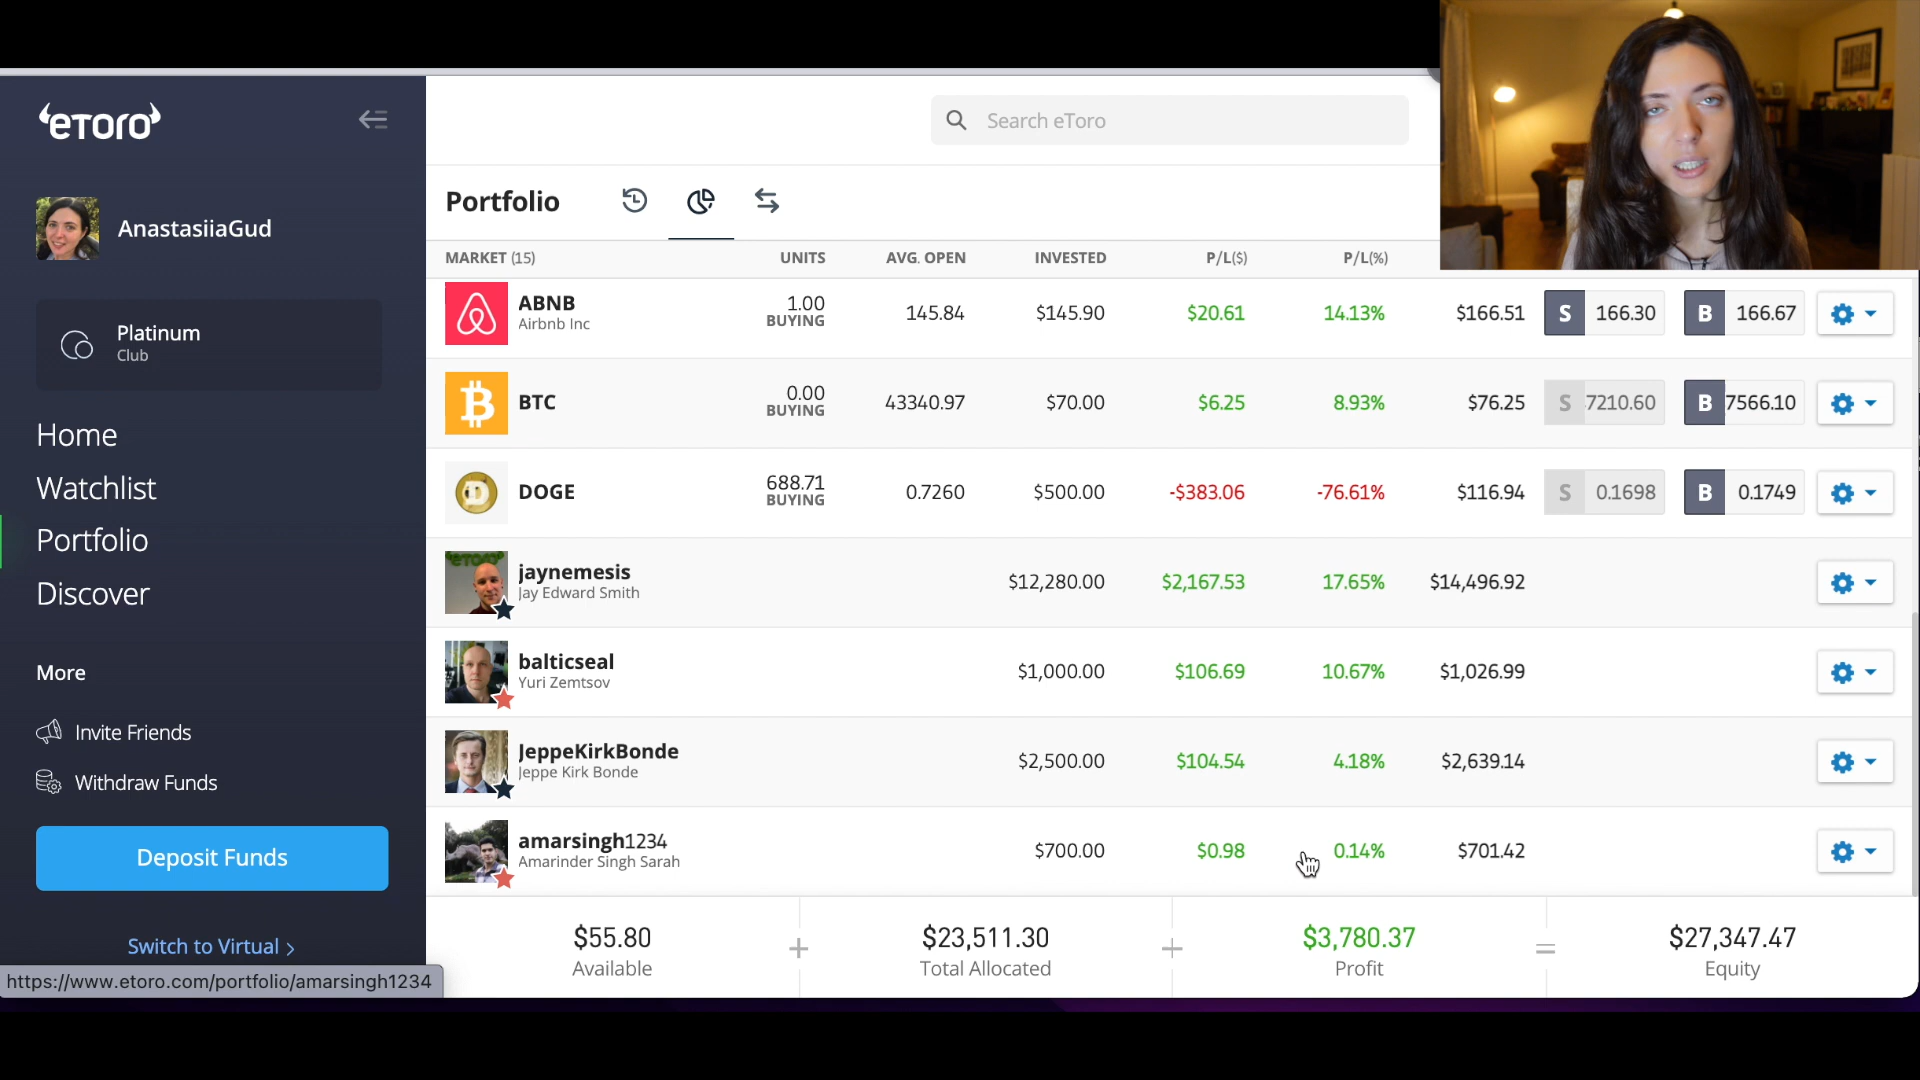 eToro
Search eToro
AnastasiiaGud
Portfolio
MARKET (15) UNITS AVG. OPEN INVESTED P/L($) P/L(%)
Platinum
Club
Home
Watchlist
Portfolio
Discover
More
Invite Friends
Withdraw Funds
Deposit Funds
Switch to Virtual >
https://www.etoro.com/portfolio/amarsingh1234
ABNB 1.00 145.84 $145.90 $20.61 14.13% $166.51 S 166.30 B 166.67
Airbnb Inc BUYING
BTC 0.00 43340.97 $70.00 $6.25 8.93% $76.25 S 7210.60 B 7566.10
BUYING
DOGE 688.71 0.7260 $500.00 -$383.06 -76.61% $116.94 S 0.1698 B 0.1749
BUYING
jaynemesis $12,280.00 $2,167.53 17.65% $14,496.92
Jay Edward Smith
balticseal $1,000.00 $106.69 10.67% $1,026.99
Yuri Zemtsov
JeppeKirkBonde $2,500.00 $104.54 4.18% $2,639.14
Jeppe Kirk Bonde
amarsingh1234 $700.00 $0.98 0.14% $701.42
Amarinder Singh Sarah
$55.80 + $23,511.30 + $3,780.37 = $27,347.47
Available Total Allocated Profit Equity